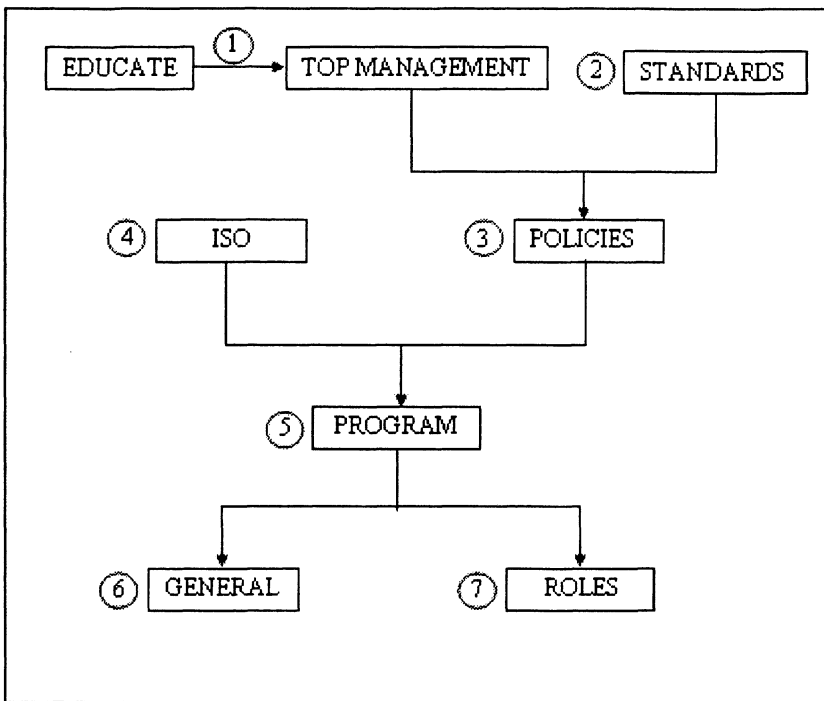 1
EDUCATE
TOP MANAGEMENT
2
STANDARDS
4
ISO
3
POLICIES
5
PROGRAM
6
GENERAL
7
ROLES